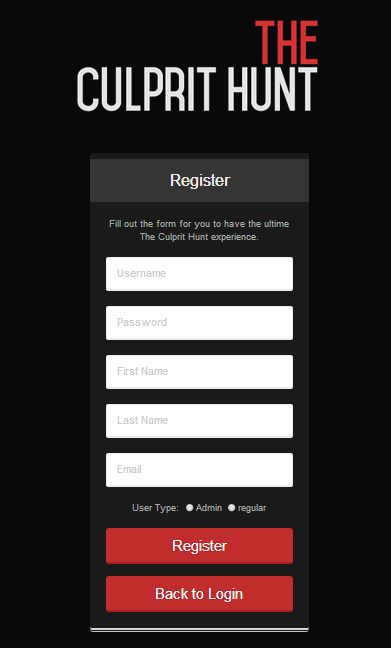 THE
CULPRIT HUNT
Register
Fill out the form for you to have the ultime
The Culprit Hunt experience.
Username
Password
First Name
Last Name
Email
User Type: Admin regular
Register
Back to Login